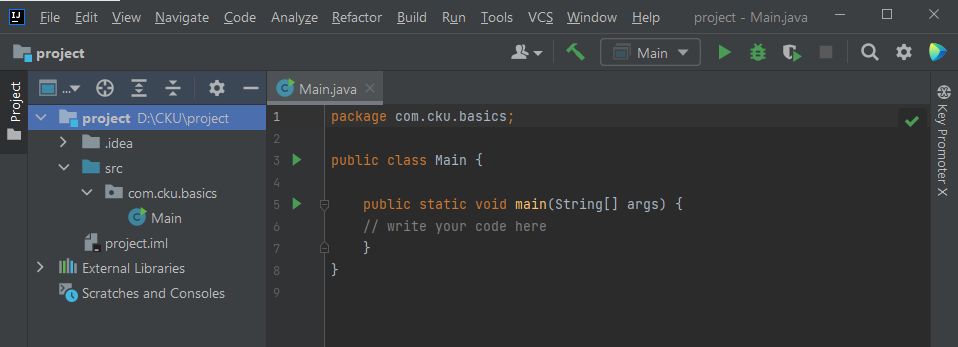 IJ File Edit View Navigate Code Analyze Refactor Build Run Tools VCS Window Help project - Main.java
project Main
Project
...
Main.java
project D:\CKU\project
.idea
src
com.cku.basics
Main
project.iml
External Libraries
Scratches and Consoles
1 package com.cku.basics;
2
3 public class Main {
4
5 public static void main(String[] args) {
6 // write your code here
7 }
8 }
9
Key Promoter X